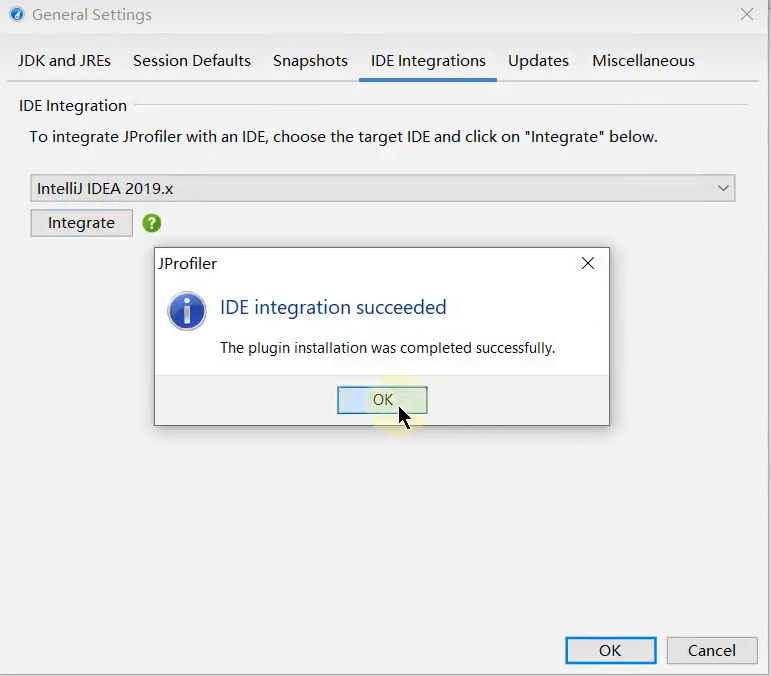 General Settings
JDK and JREs Session Defaults Snapshots IDE Integrations Updates Miscellaneous
IDE Integration
To integrate JProfiler with an IDE, choose the target IDE and click on "Integrate" below.
IntelliJ IDEA 2019.x
Integrate ?
JProfiler
IDE integration succeeded
The plugin installation was completed successfully.
OK
OK Cancel